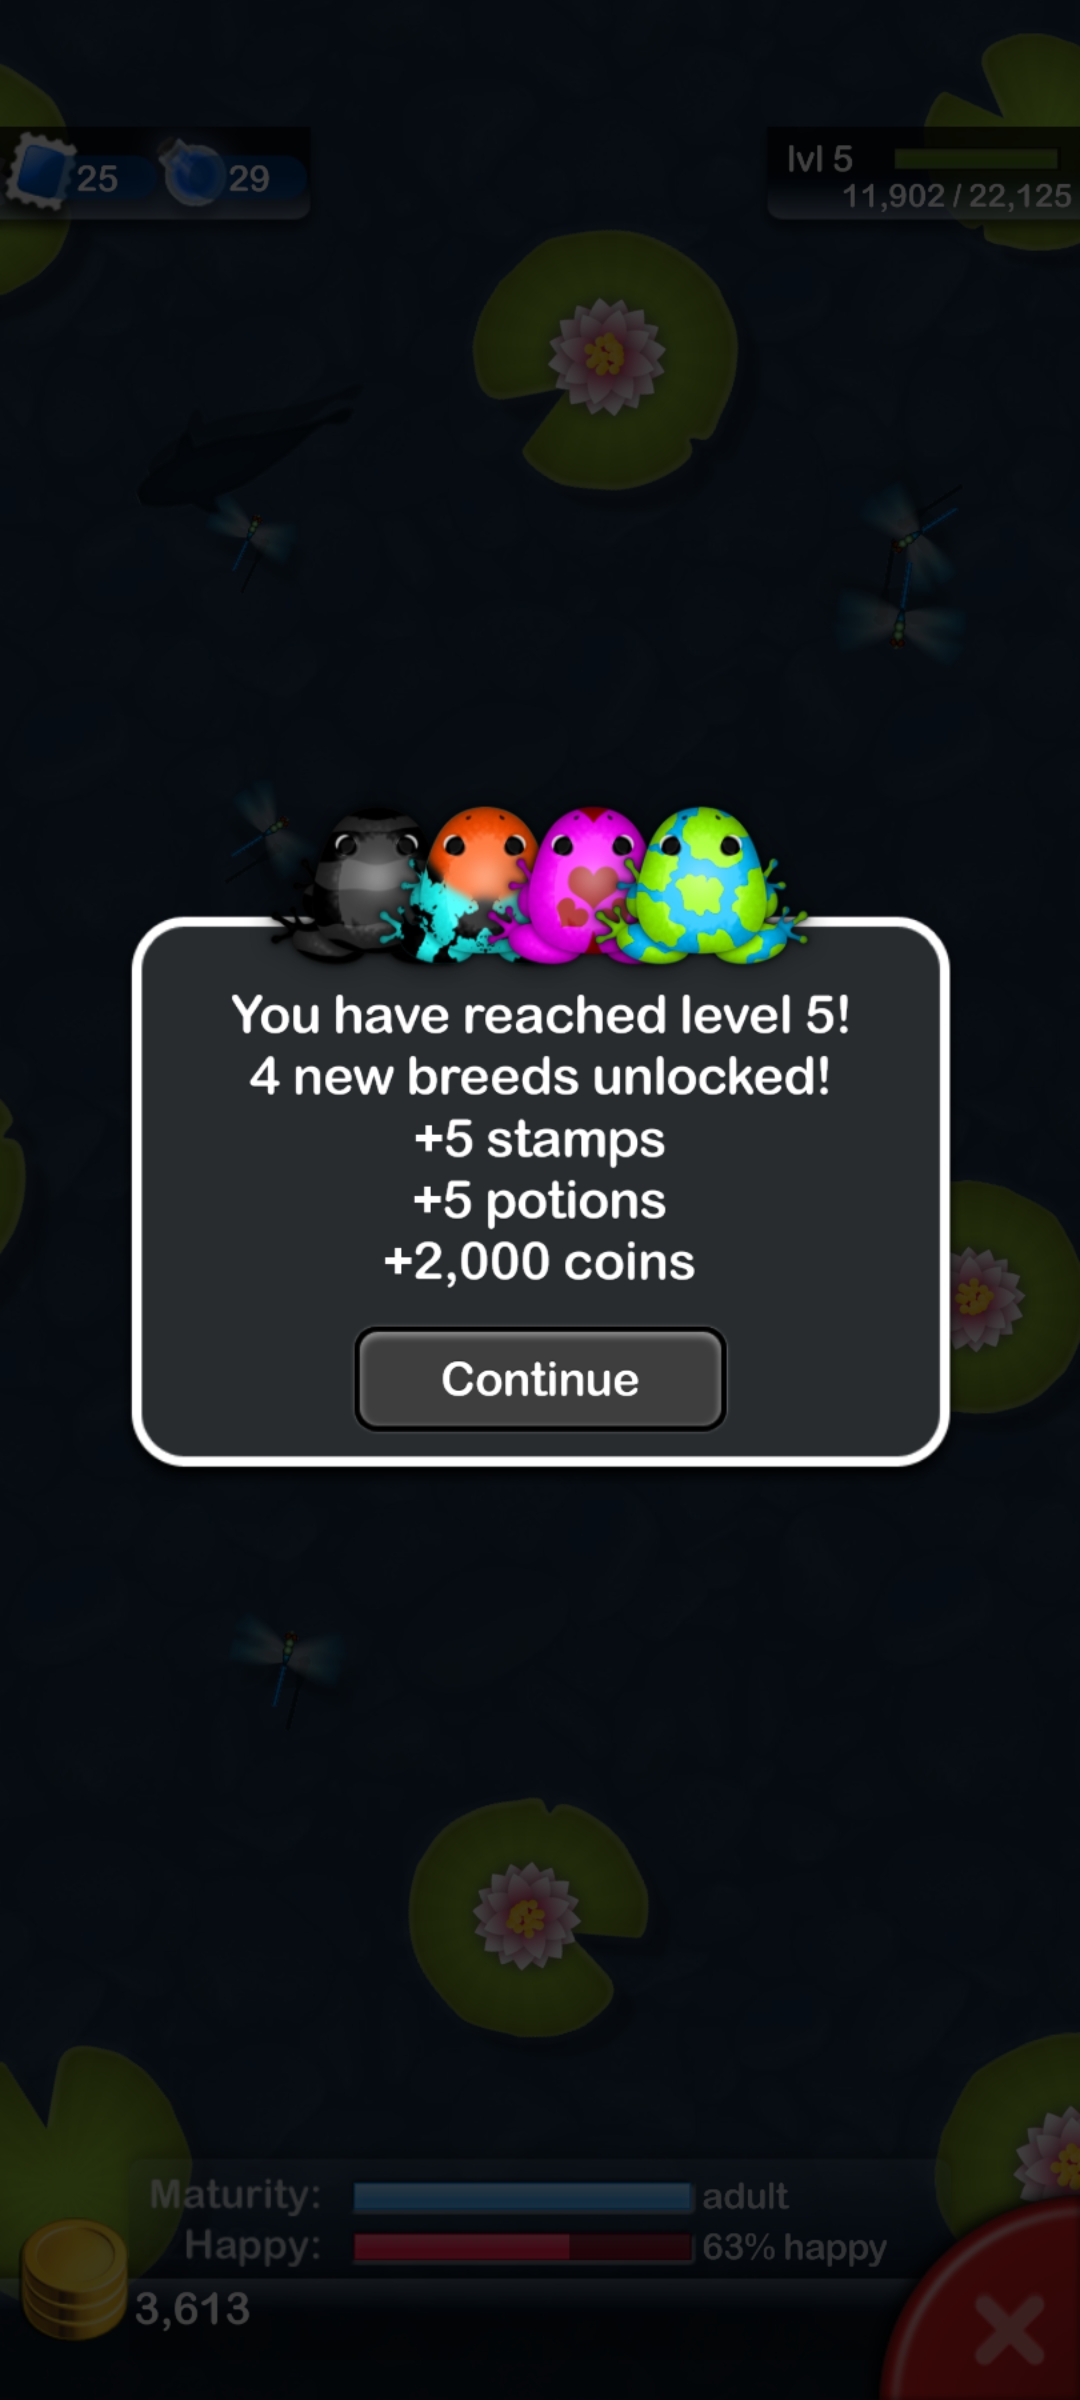 25 29
lvl 5
11,902 / 22,125
You have reached level 5!
4 new breeds unlocked!
+5 stamps
+5 potions
+2,000 coins
Continue
Maturity: adult
Happy: 63% happy
3,613